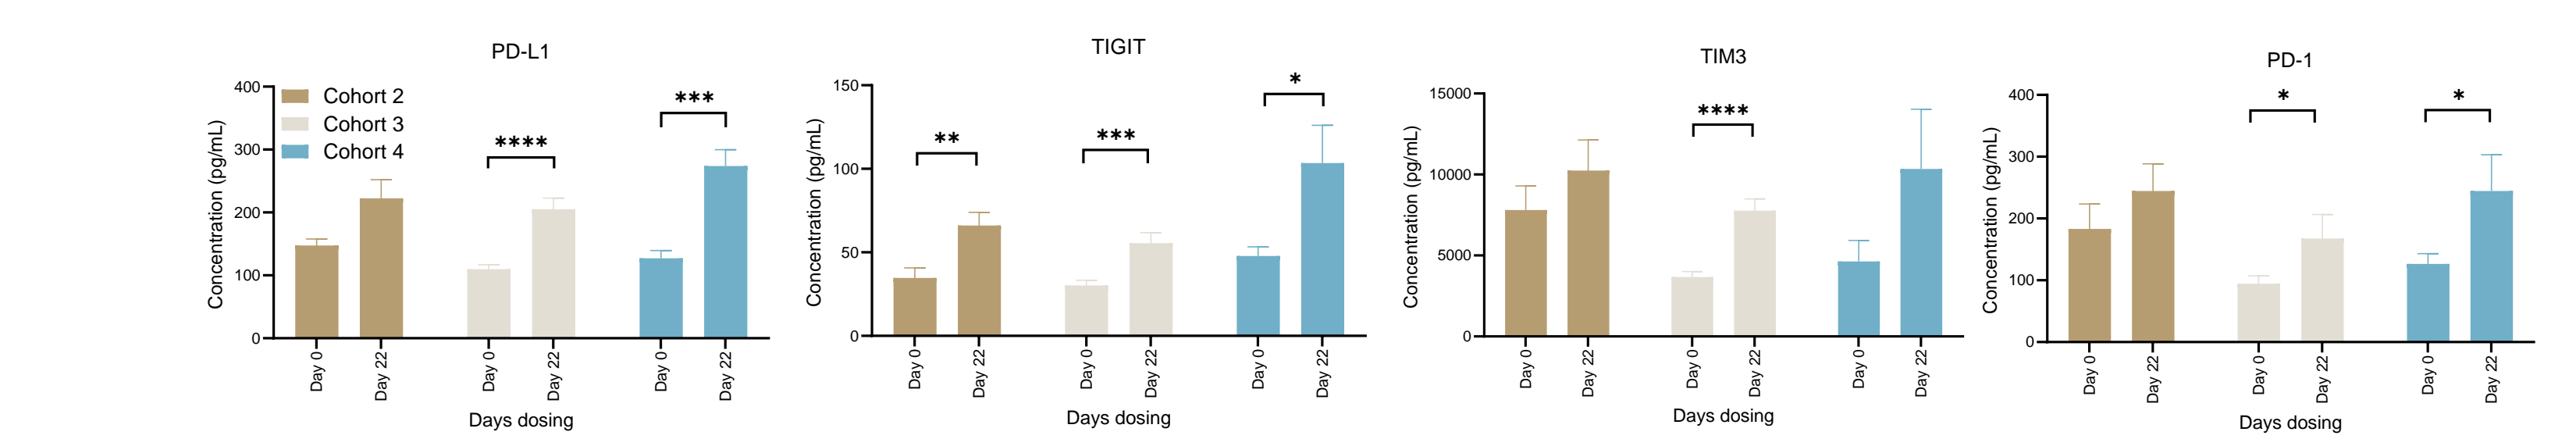 PD-L1
400
300
200
100
0
Concentration (pg/mL)
Cohort 2
Cohort 3
Cohort 4
****
***
Day 0
Day 22
Day 0
Day 22
Day 0
Day 22
Days dosing
TIGIT
150
100
50
0
Concentration (pg/mL)
**
***
*
Day 0
Day 22
Day 0
Day 22
Day 0
Day 22
Days dosing
TIM3
15000
10000
5000
0
Concentration (pg/mL)
****
Day 0
Day 22
Day 0
Day 22
Day 0
Day 22
Days dosing
PD-1
400
300
200
100
0
Concentration (pg/mL)
*
*
Day 0
Day 22
Day 0
Day 22
Day 0
Day 22
Days dosing